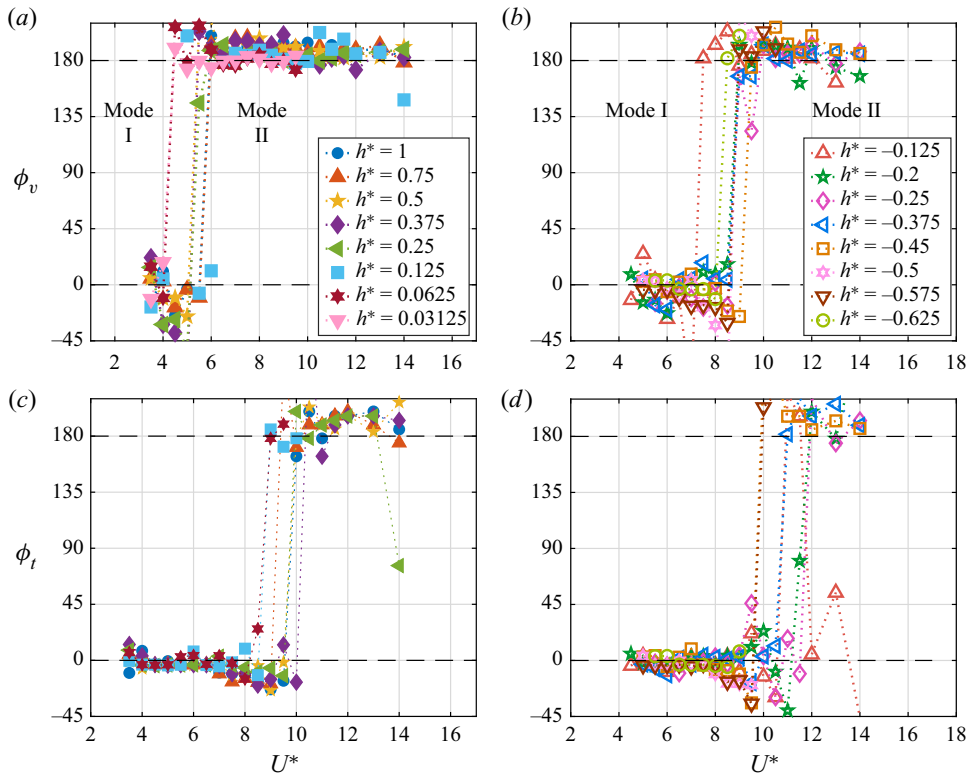 (a)
(b)
180
135
90
45
0
–45
ϕv
Mode I
Mode II
h* = 1
h* = 0.75
h* = 0.5
h* = 0.375
h* = 0.25
h* = 0.125
h* = 0.0625
h* = 0.03125
2 4 6 8 10 12 14 16
180
135
90
45
0
–45
Mode I
Mode II
h* = –0.125
h* = –0.2
h* = –0.25
h* = –0.375
h* = –0.45
h* = –0.5
h* = –0.575
h* = –0.625
2 4 6 8 10 12 14 16 18
(c)
(d)
180
135
90
45
0
–45
ϕt
2 4 6 8 10 12 14 16
U*
180
135
90
45
0
–45
2 4 6 8 10 12 14 16 18
U*